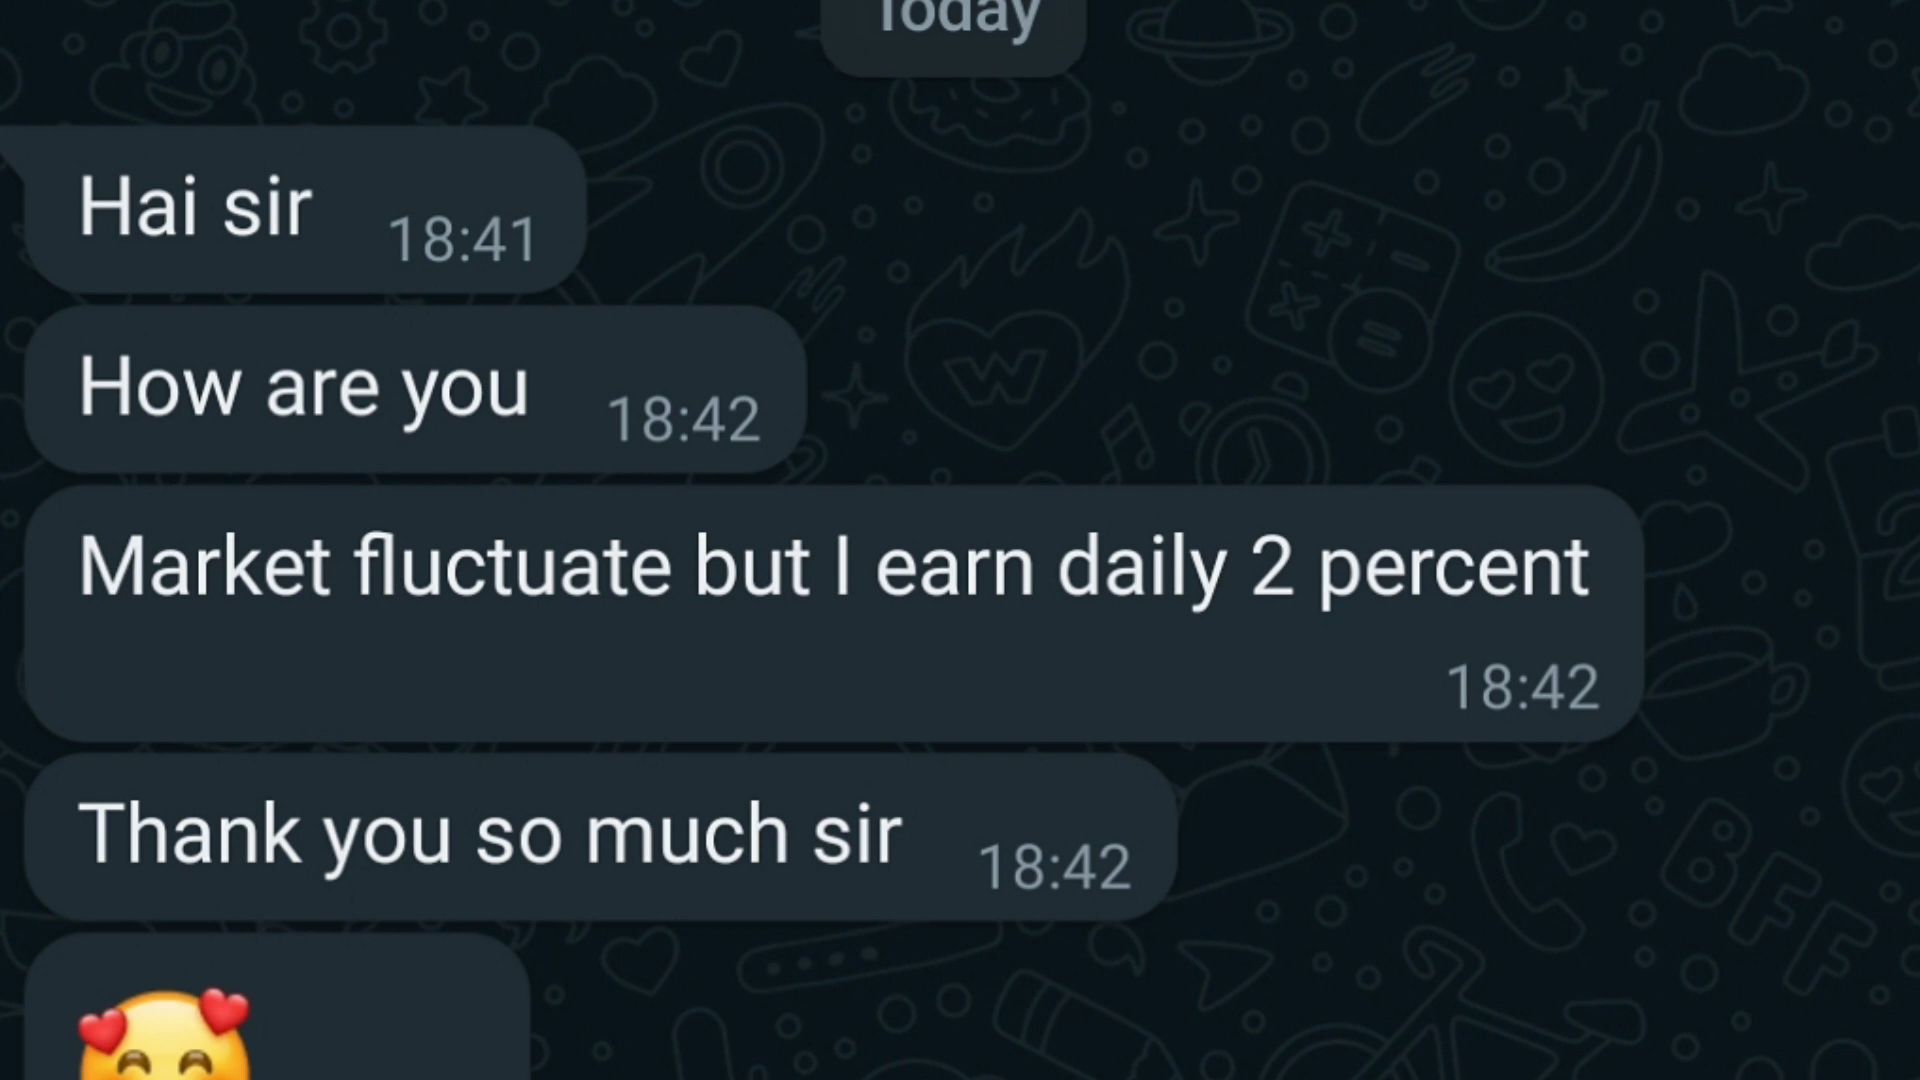 Today
Hai sir
18:41
How are you
18:42
Market fluctuate but I earn daily 2 percent
18:42
Thank you so much sir
18:42